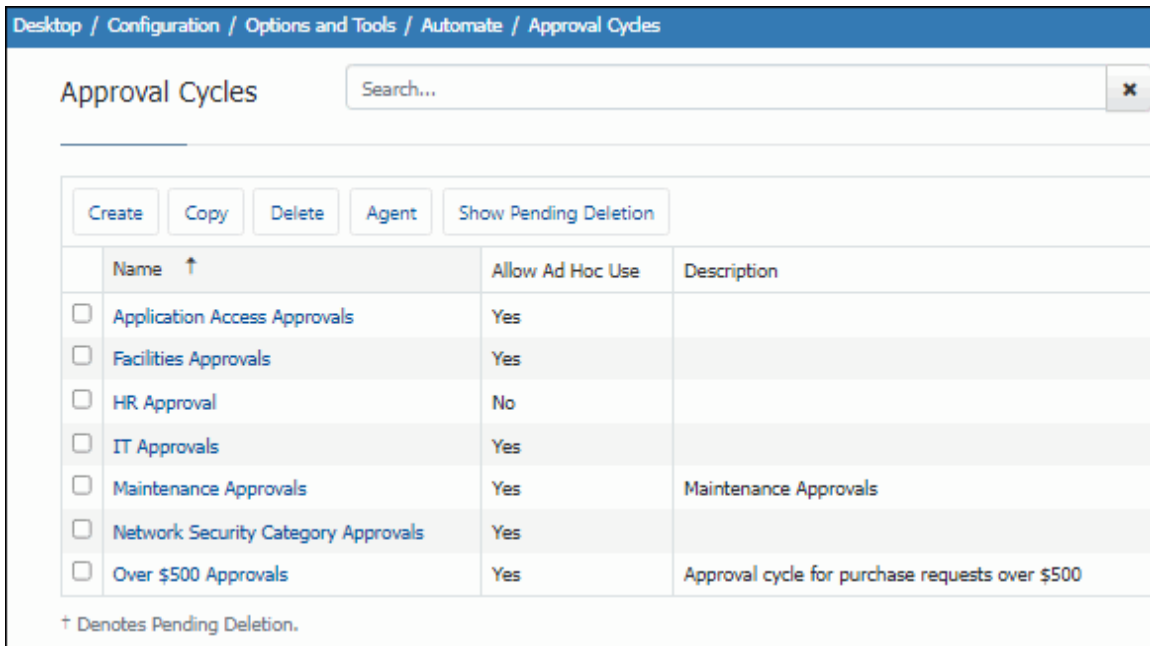 Desktop / Configuration / Options and Tools / Automate / Approval Cycles
Approval Cycles Search...
Create Copy Delete Agent Show Pending Deletion
Name ↑ Allow Ad Hoc Use Description
Application Access Approvals Yes
Facilities Approvals Yes
HR Approval No
IT Approvals Yes
Maintenance Approvals Yes Maintenance Approvals
Network Security Category Approvals Yes
Over $500 Approvals Yes Approval cycle for purchase requests over $500
† Denotes Pending Deletion.